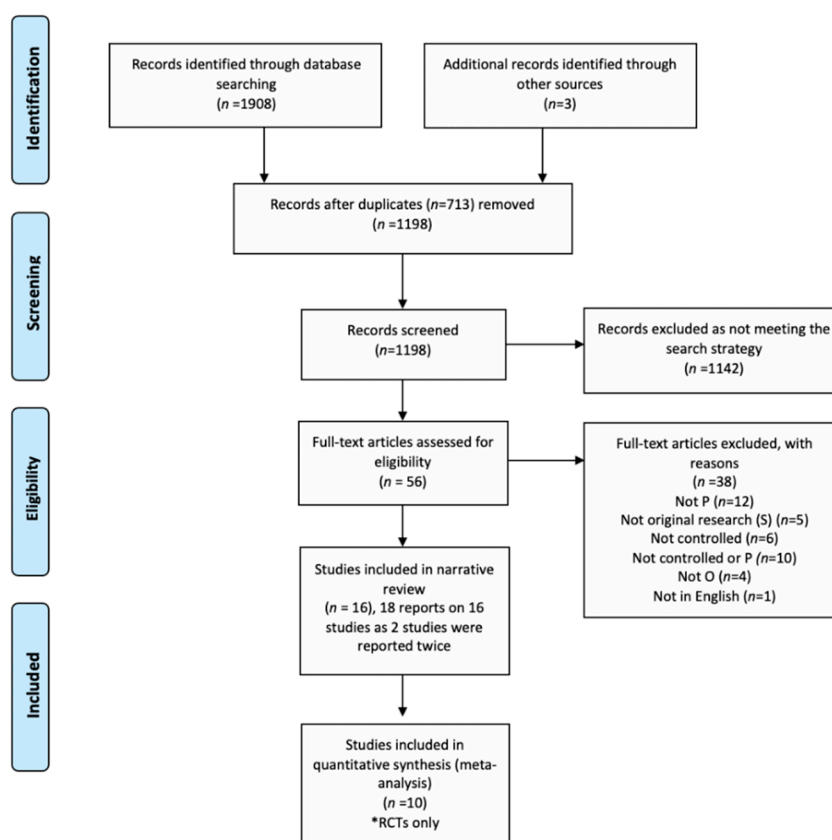 Identification
Records identified through database
searching
(n =1908)
Additional records identified through
other sources
(n=3)
Records after duplicates (n=713) removed
(n =1198)
Screening
Records screened
(n=1198)
Records excluded as not meeting the
search strategy
(n =1142)
Eligibility
Full-text articles assessed for
eligibility
(n = 56)
Full-text articles excluded, with
reasons
(n =38)
Not P (n=12)
Not original research (S) (n=5)
Not controlled (n=6)
Not controlled or P (n=10)
Not O (n=4)
Not in English (n=1)
Studies included in narrative
review
(n = 16), 18 reports on 16
studies as 2 studies were
reported twice
Included
Studies included in
quantitative synthesis (meta-
analysis)
(n =10)
*RCTs only